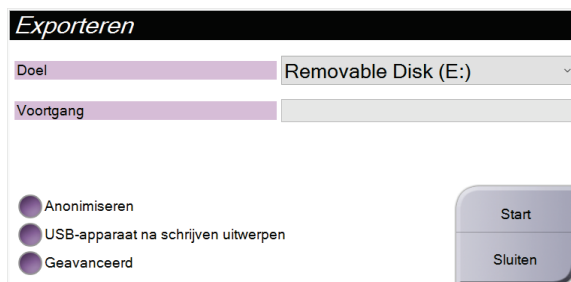 Exporteren
Doel
Removable Disk (E:)
Voortgang
Anonimiseren
USB-apparaat na schrijven uitwerpen
Geavanceerd
Start
Sluiten